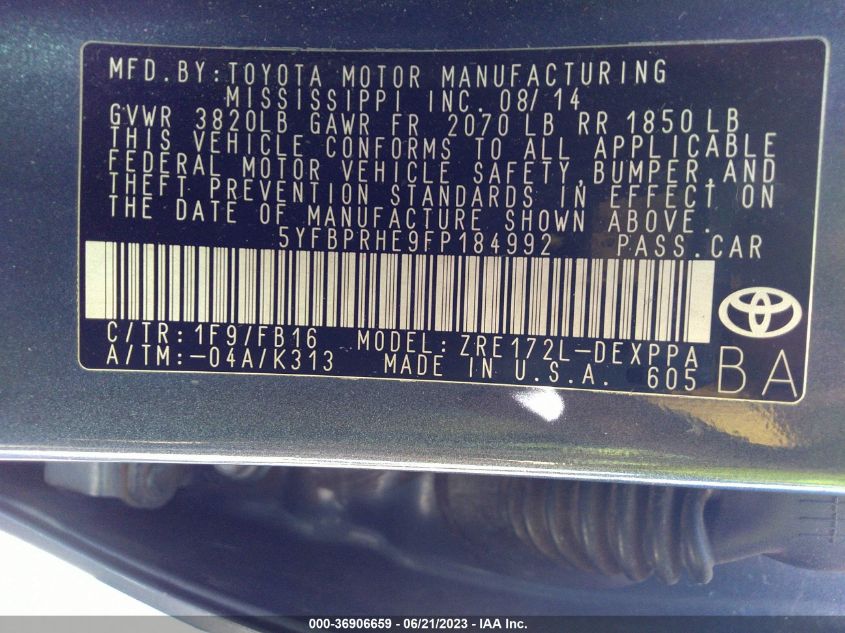 MFD.BY:TOYOTA MOTOR MANUFACTURING
MISSISSIPPI INC. 08/14
GVWR 3820LB GAWR FR 2070 LB RR 1850 LB
THIS VEHICLE CONFORMS TO ALL APPLICABLE
FEDERAL MOTOR VEHICLE SAFETY,BUMPER,AND
THEFT PREVENTION STANDARDS IN EFFECT ON
THE DATE OF MANUFACTURE SHOWN ABOVE.
5YFBPRHE9FP184992 PASS.CAR
C/TR:1F9/FB16 MODEL:ZRE172L-DEXPPA
A/TM:-04A/K313 MADE IN U.S.A. 605 BA
000-36906659 - 06/21/2023 - IAA Inc.